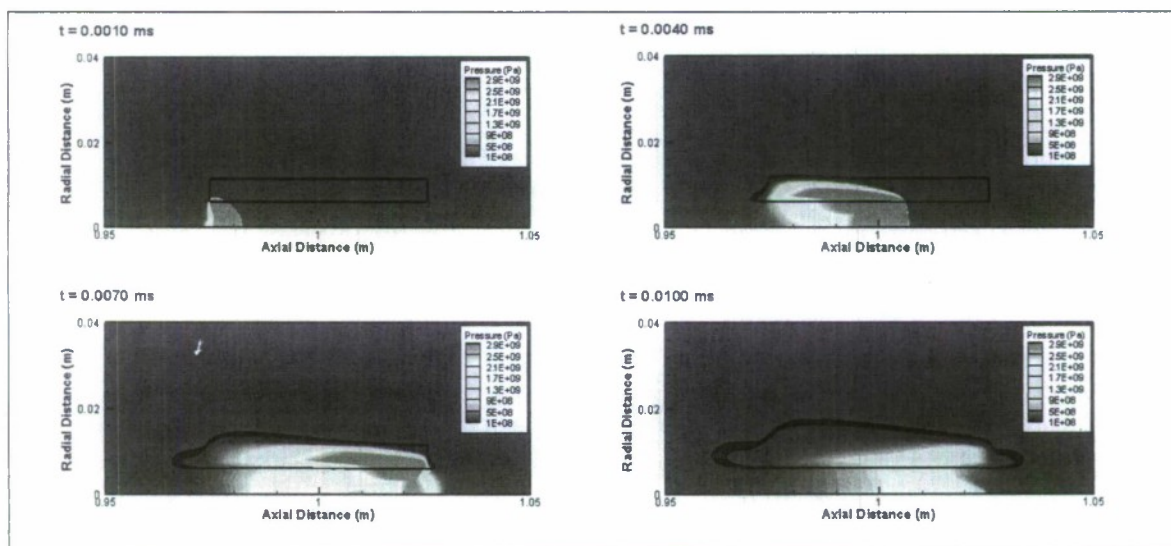 t = 0.0010 ms
0.04
0.02
0
0.95
1
1.05
Radial Distance (m)
Axial Distance (m)
Pressure (Pa)
2.9E+09
2.5E+09
2.1E+09
1.7E+09
1.3E+09
9E+08
5E+08
1E+08
t = 0.0040 ms
0.04
0.02
0
0.95
1
1.05
Radial Distance (m)
Axial Distance (m)
Pressure (Pa)
2.9E+09
2.5E+09
2.1E+09
1.7E+09
1.3E+09
9E+08
5E+08
1E+08
t = 0.0070 ms
0.04
0.02
0
0.95
1
1.05
Radial Distance (m)
Axial Distance (m)
Pressure (Pa)
2.9E+09
2.5E+09
2.1E+09
1.7E+09
1.3E+09
9E+08
5E+08
1E+08
t = 0.0100 ms
0.04
0.02
0
0.95
1
1.05
Radial Distance (m)
Axial Distance (m)
Pressure (Pa)
2.9E+09
2.5E+09
2.1E+09
1.7E+09
1.3E+09
9E+08
5E+08
1E+08